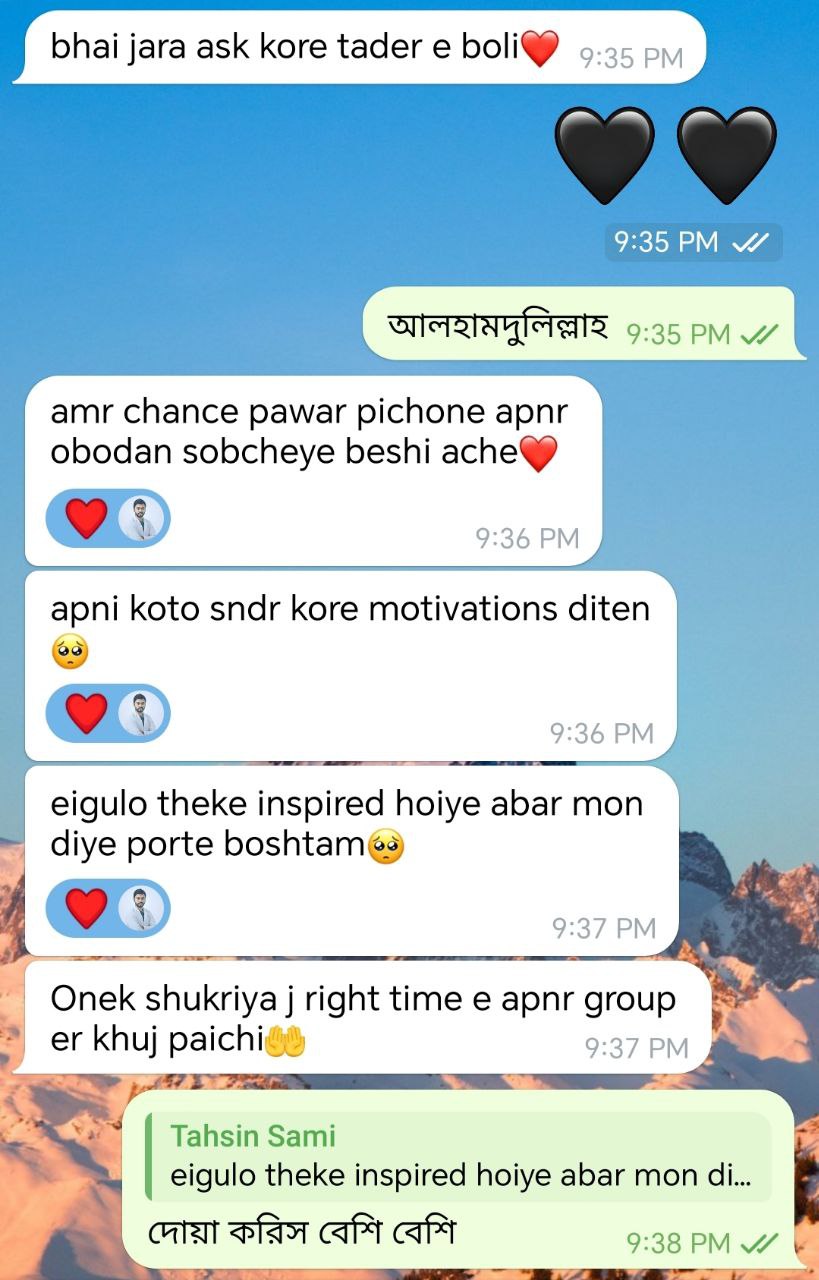 bhai jara ask kore tader e boli❤️ 9:35 PM
🖤🖤
9:35 PM
আলহামদুলিল্লাহ 9:35 PM
amr chance pawar pichone apnr
obodan sobcheye beshi ache❤️
❤️
9:36 PM
apni koto sndr kore motivations diten
🥺
❤️
9:36 PM
eigulo theke inspired hoiye abar mon
diye porte boshtam🥺
❤️
9:37 PM
Onek shukriya j right time e apnr group
er khuj paichi🤲 9:37 PM
Tahsin Sami
eigulo theke inspired hoiye abar mon di...
দোয়া করিস বেশি বেশি 9:38 PM